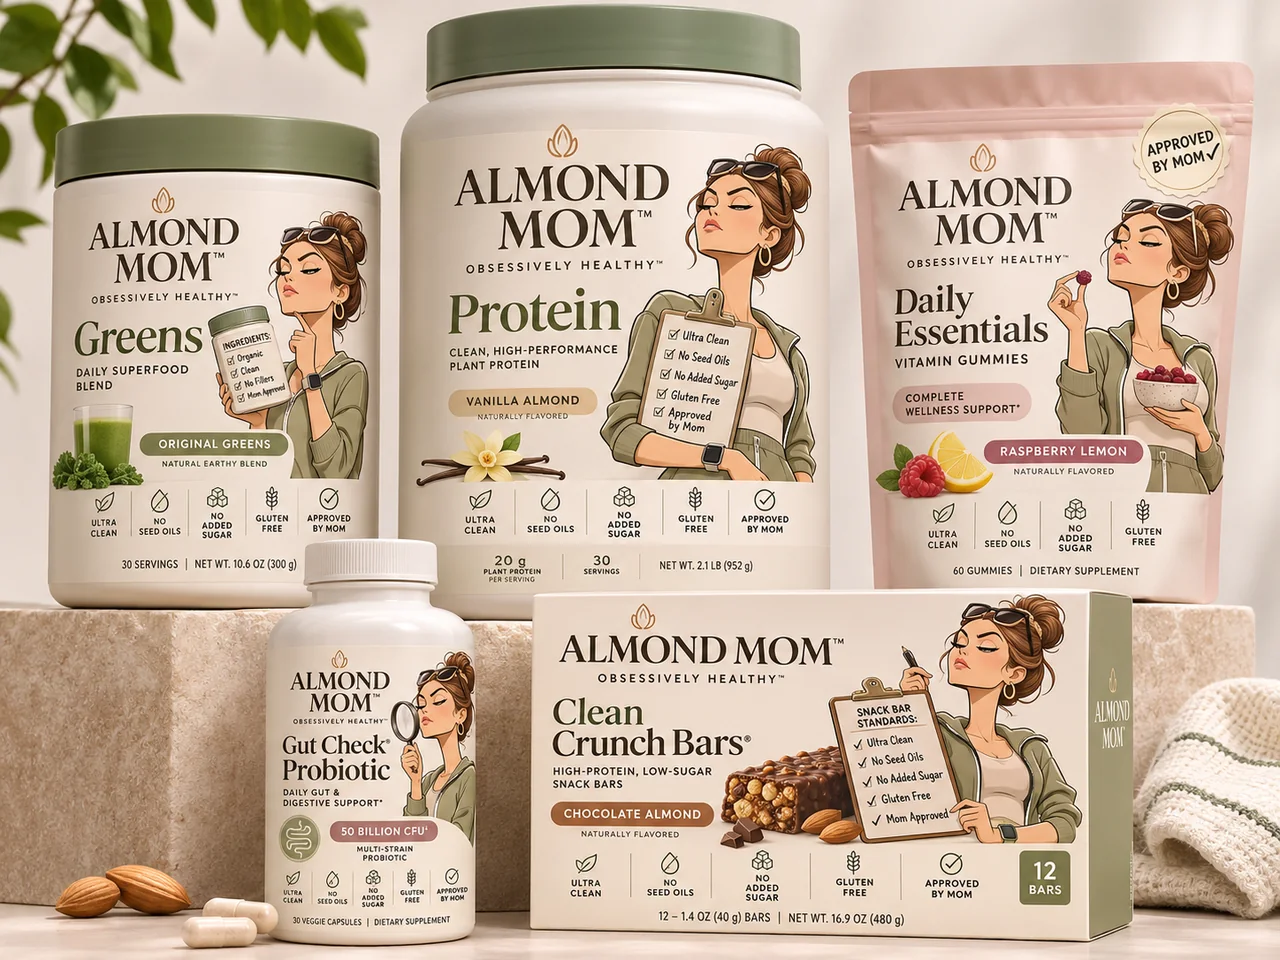 ALMOND
MOM™
OBSESSIVELY HEALTHY™
Greens
DAILY SUPERFOOD
BLEND
INGREDIENTS:
Organic
Clean
No Fillers
Mom Approved
ORIGINAL GREENS
NATURAL EARTHY BLEND
ULTRA
CLEAN
NO
SEED OILS
NO
ADDED
SUGAR
GLUTEN
FREE
APPROVED
BY MOM
30 SERVINGS | NET WT. 10.6 OZ (300 g)
ALMOND
MOM™
OBSESSIVELY HEALTHY™
Protein
CLEAN, HIGH-PERFORMANCE
PLANT PROTEIN
VANILLA ALMOND
NATURALLY FLAVORED
Ultra Clean
No Seed Oils
No Added Sugar
Gluten Free
Approved
by Mom
ULTRA
CLEAN
NO
SEED OILS
NO
ADDED
SUGAR
GLUTEN
FREE
APPROVED
BY MOM
20 g
PLANT PROTEIN
PER SERVING
30
SERVINGS
NET WT. 2.1 LB (952 g)
APPROVED
BY MOM✓
ALMOND
MOM™
OBSESSIVELY HEALTHY™
Daily
Essentials
VITAMIN GUMMIES
COMPLETE
WELLNESS SUPPORT*
RASPBERRY LEMON
NATURALLY FLAVORED
ULTRA
CLEAN
NO
SEED OILS
NO
ADDED
SUGAR
GLUTEN
FREE
60 GUMMIES | DIETARY SUPPLEMENT
ALMOND
MOM™
OBSESSIVELY HEALTHY™
Gut Check®
Probiotic
DAILY GUT &
DIGESTIVE SUPPORT*
50 BILLION CFU⁺
MULTI-STRAIN
PROBIOTIC
ULTRA
CLEAN
NO
SEED OILS
NO
ADDED
SUGAR
GLUTEN
FREE
APPROVED
BY MOM
30 VEGGIE CAPSULES | DIETARY SUPPLEMENT
ALMOND MOM™
OBSESSIVELY HEALTHY™
Clean
Crunch Bars®
HIGH-PROTEIN, LOW-SUGAR
SNACK BARS
CHOCOLATE ALMOND
NATURALLY FLAVORED
SNACK BAR
STANDARDS:
Ultra Clean
No Seed Oils
No Added Sugar
Gluten Free
Mom Approved
ULTRA
CLEAN
NO
SEED OILS
NO
ADDED
SUGAR
GLUTEN
FREE
APPROVED
BY MOM
12
BARS
12 – 1.4 OZ (40 g) BARS | NET WT. 16.9 OZ (480 g)
ALMOND
MOM™